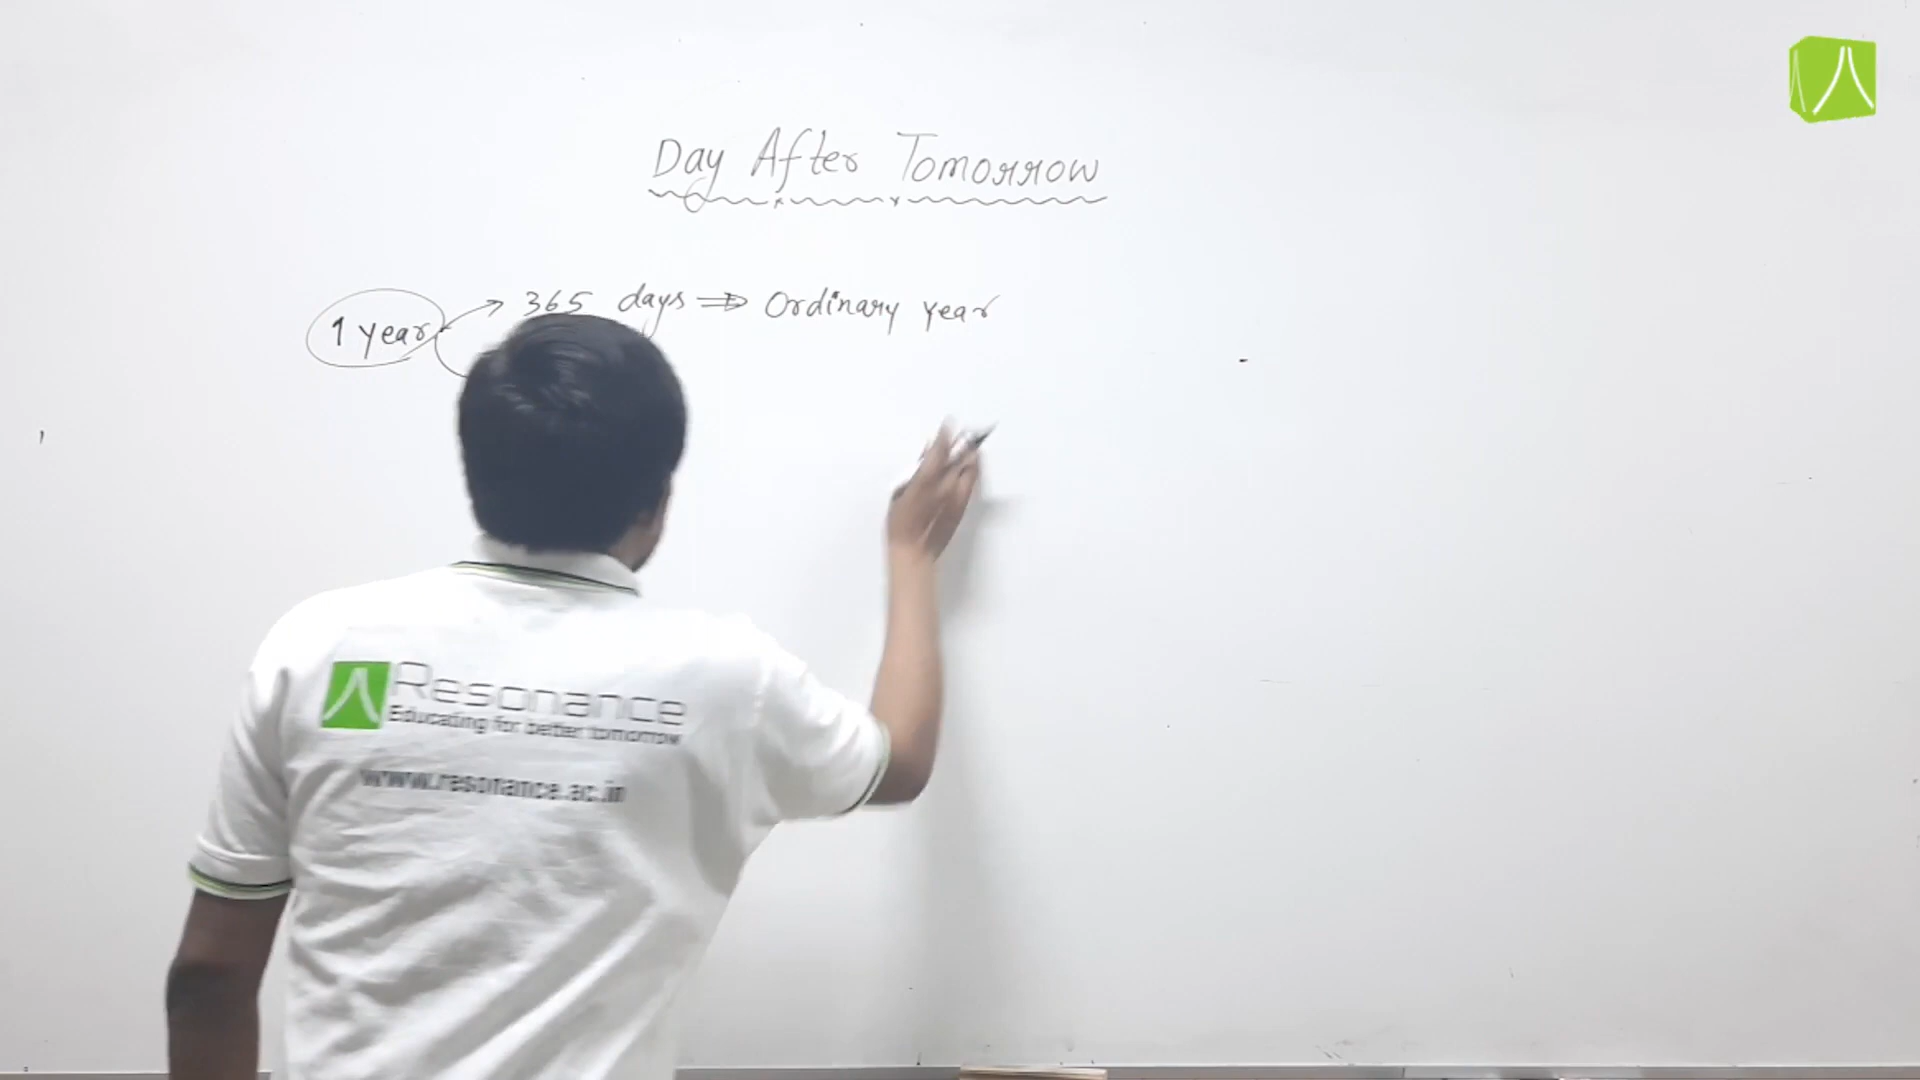 Day After Tomorrow
1 year
365 days ⇒ Ordinary year
Resonance
Educating for better tomorrow
www.resonance.ac.in